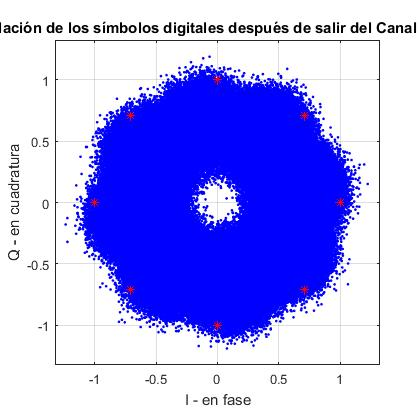 lación de los símbolos digitales después de salir del Canal
1
0.5
0
-0.5
-1
Q - en cuadratura
-1 -0.5 0 0.5 1
I - en fase